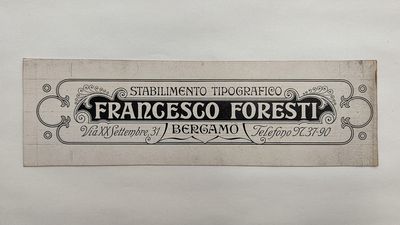 STABILIMENTO TIPOGRAFICO
FRANCESCO FORESTI
Via XX Settembre, 31 BERGAMO Telefono N. 37-90